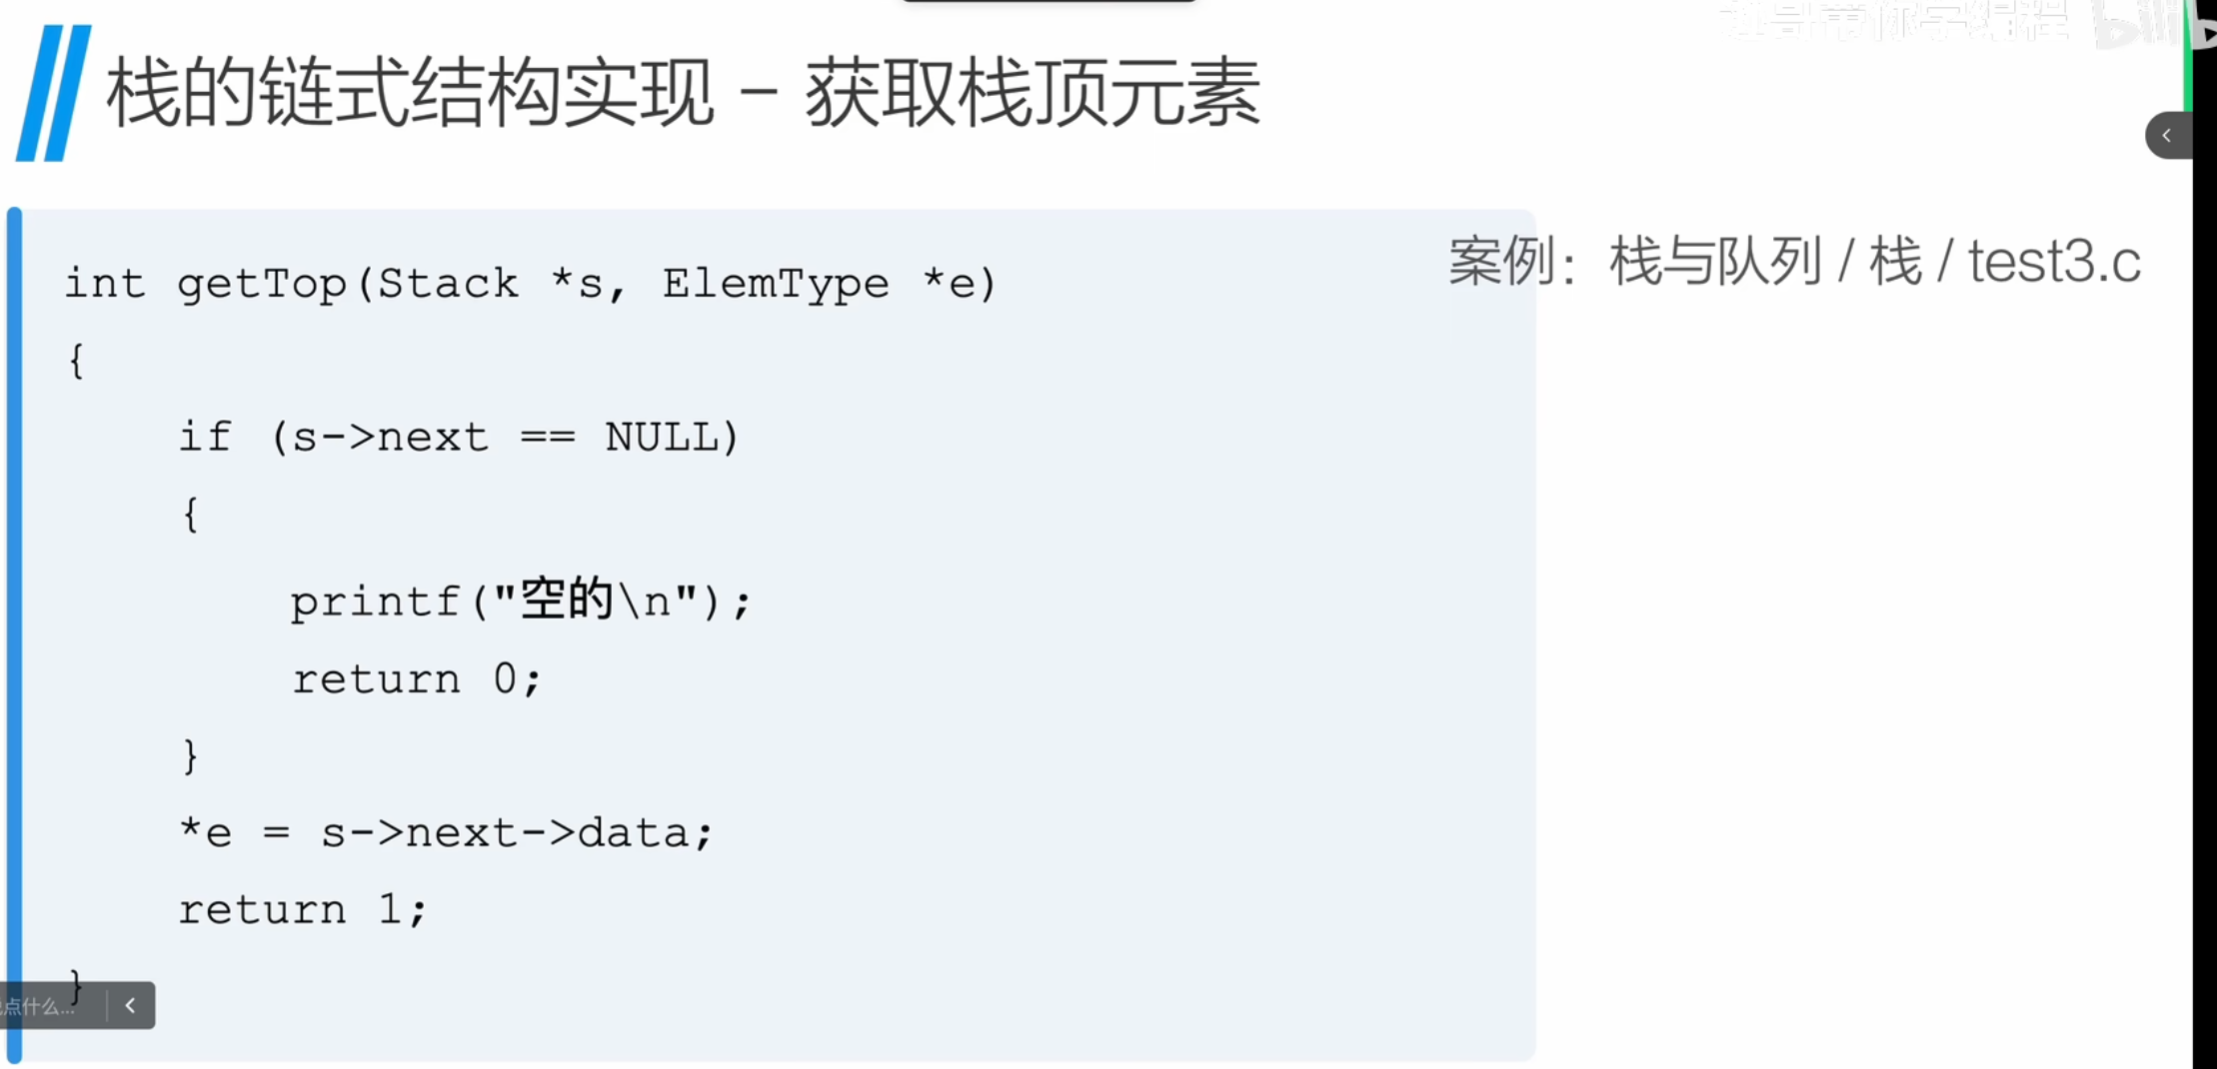 栈的链式结构实现 - 获取栈顶元素
案例：栈与队列 / 栈 / test3.c
int getTop(Stack *s, ElemType *e)
{
if (s->next == NULL)
{
printf("空的\n");
return 0;
}
*e = s->next->data;
return 1;
}
点什么...